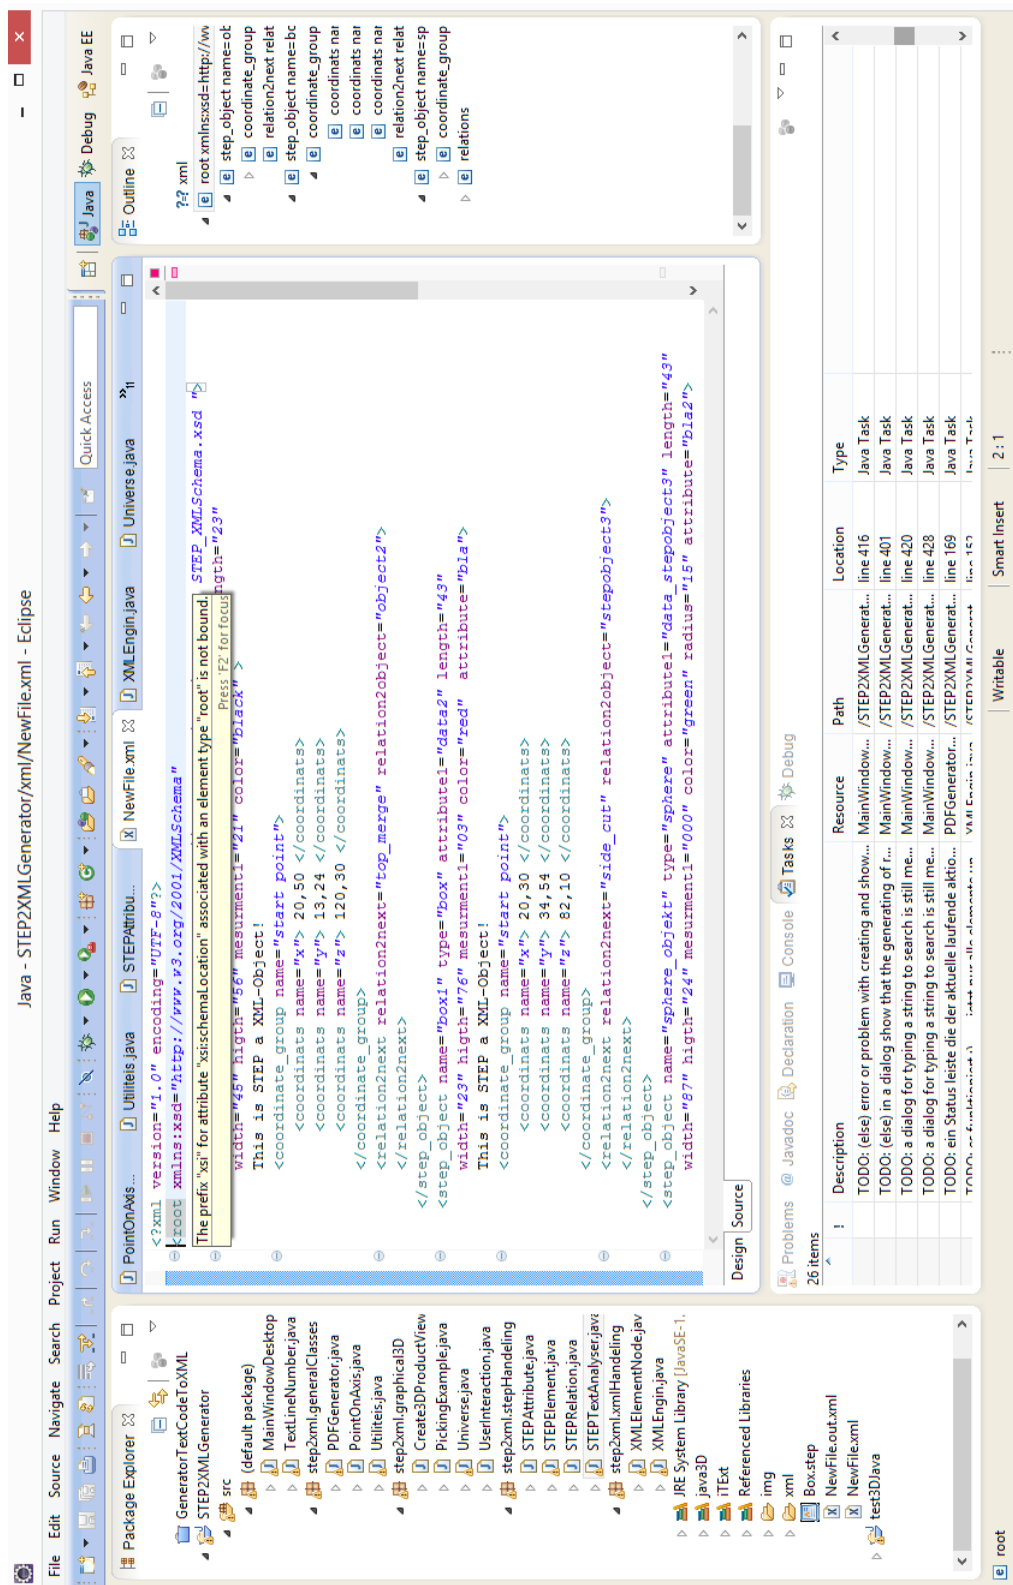 Java - STEP2XMLGenerator/xml/NewFile.xml - Eclipse
File Edit Source Navigate Search Project Run Window Help
Quick Access
Java Debug Java EE
Package Explorer
GeneratorTextCodeToXML
STEP2XMLGenerator
src
(default package)
MainWindowDesktop
TextLineNumber.java
step2xml.generalClasses
PDFGenerator.java
PointOnAxis.java
Utiliteis.java
step2xml.graphical3D
Create3DProductView
PickingExample.java
Universe.java
UserInteraction.java
step2xml.stepHandeling
STEPAttribute.java
STEPElement.java
STEPRelation.java
STEPTextAnalyser.java
step2xml.xmlHandeling
XMLElementNode.jav
XMLEngin.java
JRE System Library [JavaSE-1.
java3D
iTExt
Referenced Libraries
img
xml
Box.step
NewFile.out.xml
NewFile.xml
test3DJava
PointOnAxis... Utiliteis.java STEPAttribu... NewFile.xml XMLEngin.java Universe.java »11
<?xml version="1.0" encoding="UTF-8"?>
<root xmlns:xsd="http://www.w3.org/2001/XMLSchema"
STEP_XMLSchema.xsd ">
The prefix "xsi" for attribute "xsi:schemaLocation" associated with an element type "root" is not bound.
ngth="23"
Press 'F2' for focus
width="45" higth="56" mesurment1="21" color="black" >
This is STEP a XML-Object!
<coordinate_group name="start point">
<coordinats name="x"> 20,50 </coordinats>
<coordinats name="y"> 13,24 </coordinats>
<coordinats name="z"> 120,30 </coordinats>
</coordinate_group>
<relation2next relation2next="top_merge" relation2object="object2">
</relation2next>
</step_object>
<step_object name="box1" type="box" attribute1="data2" length="43"
width="23" higth="76" mesurment1="03" color="red" attribute="bla">
This is STEP a XML-Object!
<coordinate_group name="start point">
<coordinats name="x"> 20,30 </coordinats>
<coordinats name="y"> 34,54 </coordinats>
<coordinats name="z"> 82,10 </coordinats>
</coordinate_group>
<relation2next relation2next="side_cut" relation2object="stepobject3">
</relation2next>
</step_object>
<step_object name="sphere_objekt" type="sphere" attribute1="data_stepobject3" length="43"
width="87" higth="24" mesurment1="000" color="green" radius="15" attribute="bla2">
Design Source
Outline
?=? xml
root xmlns:xsd=http://wv
step_object name=ob
coordinate_group
relation2next relat
step_object name=bc
coordinate_group
coordinats nar
coordinats nar
coordinats nar
relation2next relat
step_object name=sp
coordinate_group
relations
Problems Javadoc Declaration Console Tasks Debug
26 items
! Description Resource Path Location Type
TODO: (else) error or problem with creating and show... MainWindow... /STEP2XMLGenerat... line 416 Java Task
TODO: (else) in a dialog show that the generating of r... MainWindow... /STEP2XMLGenerat... line 401 Java Task
TODO: a dialog for typing a string to search is still me... MainWindow... /STEP2XMLGenerat... line 420 Java Task
TODO: a dialog for typing a string to search is still me... MainWindow... /STEP2XMLGenerat... line 428 Java Task
TODO: ein Status leiste die der aktuelle laufende aktio... PDFGenerator... /STEP2XMLGenerat... line 169 Java Task
root Writable Smart Insert 2 : 1